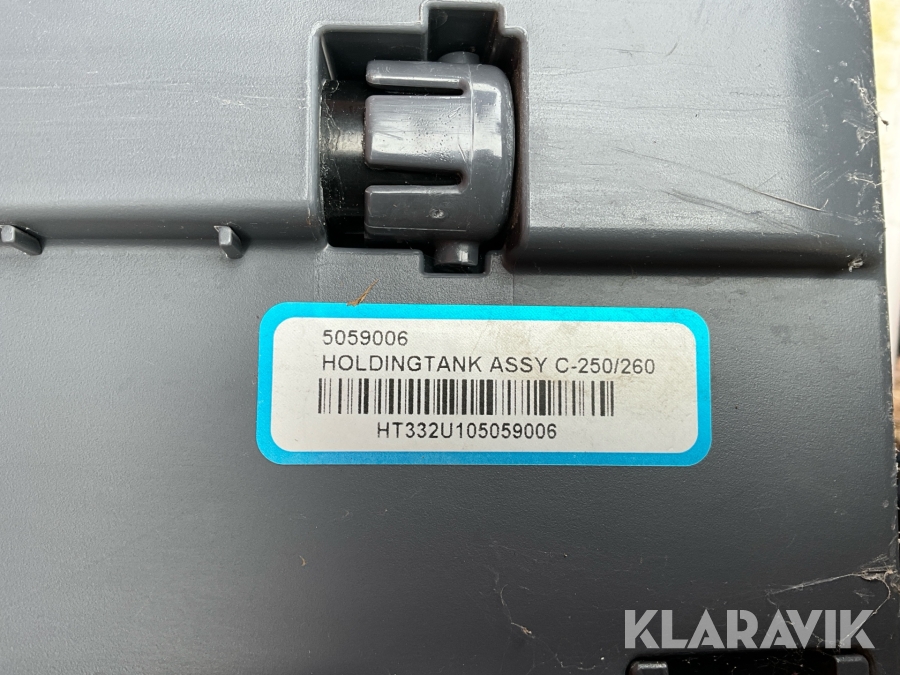 5059006
HOLDINGTANK ASSY C-250/260
HT332U105059006
KLARAVIK